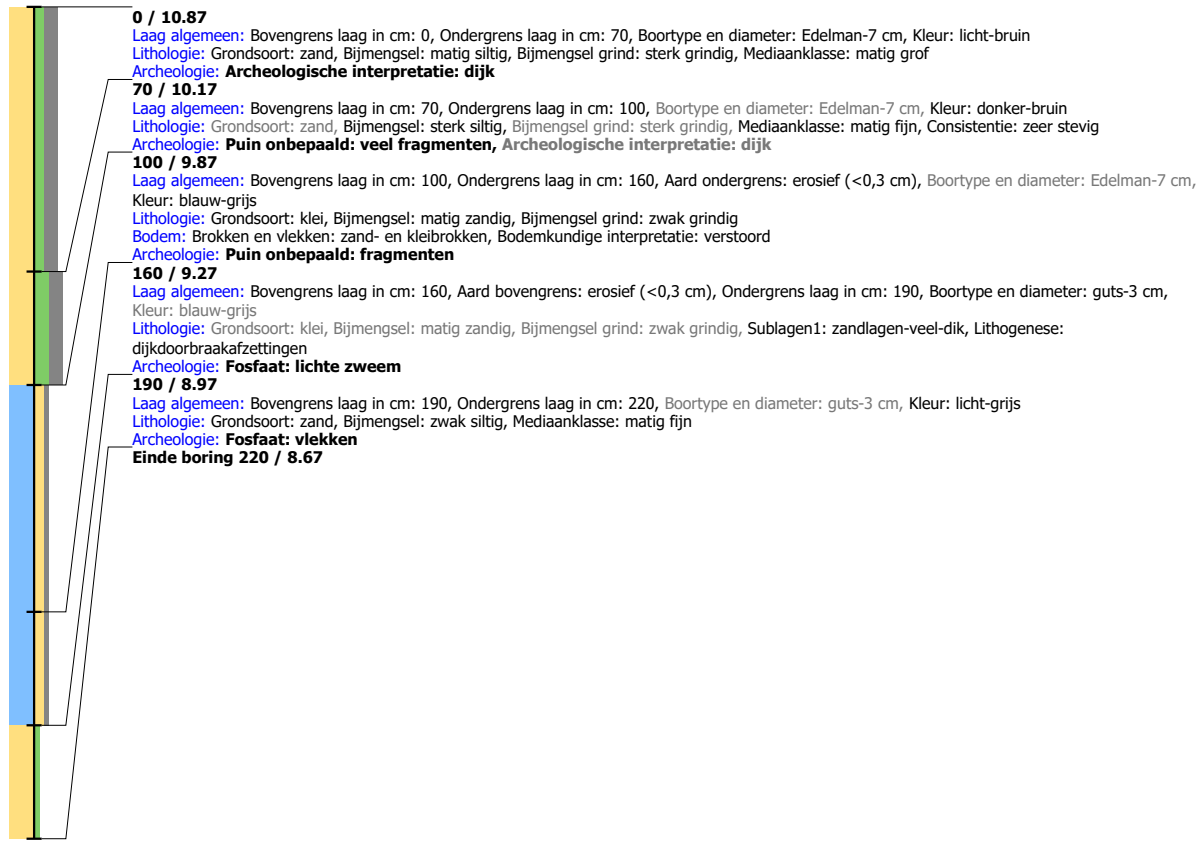 0 / 10.87
Laag algemeen: Bovengrens laag in cm: 0, Ondergrens laag in cm: 70, Boortype en diameter: Edelman-7 cm, Kleur: licht-bruin
Lithologie: Grondsoort: zand, Bijmengsel: matig siltig, Bijmengsel grind: sterk grindig, Mediaanklasse: matig grof
Archeologie: Archeologische interpretatie: dijk
70 / 10.17
Laag algemeen: Bovengrens laag in cm: 70, Ondergrens laag in cm: 100, Boortype en diameter: Edelman-7 cm, Kleur: donker-bruin
Lithologie: Grondsoort: zand, Bijmengsel: sterk siltig, Bijmengsel grind: sterk grindig, Mediaanklasse: matig fijn, Consistentie: zeer stevig
Archeologie: Puin onbepaald: veel fragmenten, Archeologische interpretatie: dijk
100 / 9.87
Laag algemeen: Bovengrens laag in cm: 100, Ondergrens laag in cm: 160, Aard ondergrens: erosief (<0,3 cm), Boortype en diameter: Edelman-7 cm,
Kleur: blauw-grijs
Lithologie: Grondsoort: klei, Bijmengsel: matig zandig, Bijmengsel grind: zwak grindig
Bodem: Brokken en vlekken: zand- en kleibrokken, Bodemkundige interpretatie: verstoord
Archeologie: Puin onbepaald: fragmenten
160 / 9.27
Laag algemeen: Bovengrens laag in cm: 160, Aard bovengrens: erosief (<0,3 cm), Ondergrens laag in cm: 190, Boortype en diameter: guts-3 cm,
Kleur: blauw-grijs
Lithologie: Grondsoort: klei, Bijmengsel: matig zandig, Bijmengsel grind: zwak grindig, Sublagen1: zandlagen-veel-dik, Lithogenese:
dijkdoorbraakafzettingen
Archeologie: Fosfaat: lichte zweem
190 / 8.97
Laag algemeen: Bovengrens laag in cm: 190, Ondergrens laag in cm: 220, Boortype en diameter: guts-3 cm, Kleur: licht-grijs
Lithologie: Grondsoort: zand, Bijmengsel: zwak siltig, Mediaanklasse: matig fijn
Archeologie: Fosfaat: vlekken
Einde boring 220 / 8.67